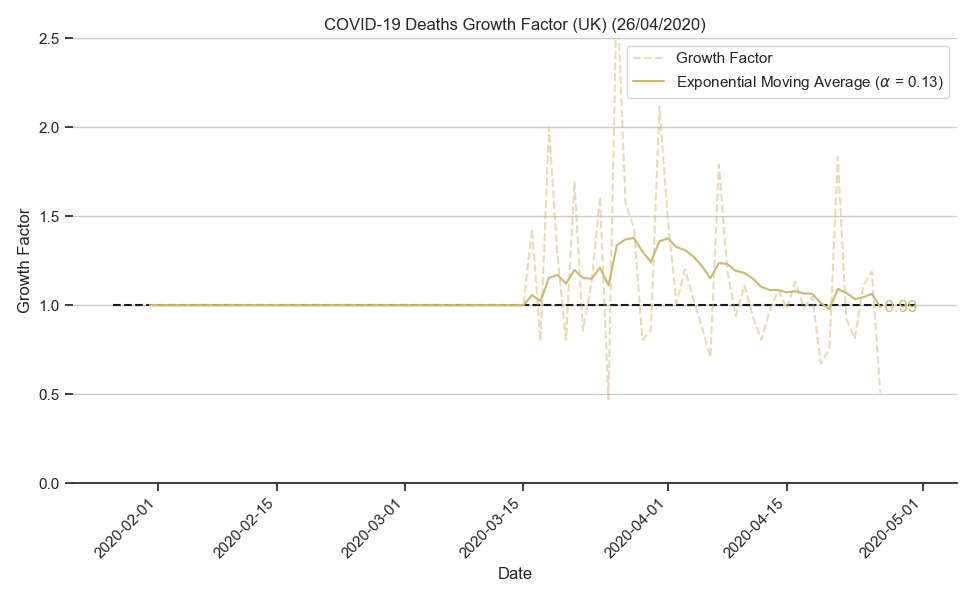 COVID-19 Deaths Growth Factor (UK) (26/04/2020)
Growth Factor
Exponential Moving Average (α = 0.13)
2.5
2.0
1.5
1.0
0.5
0.0
Growth Factor
0.99
2020-02-01
2020-02-15
2020-03-01
2020-03-15
2020-04-01
2020-04-15
2020-05-01
Date